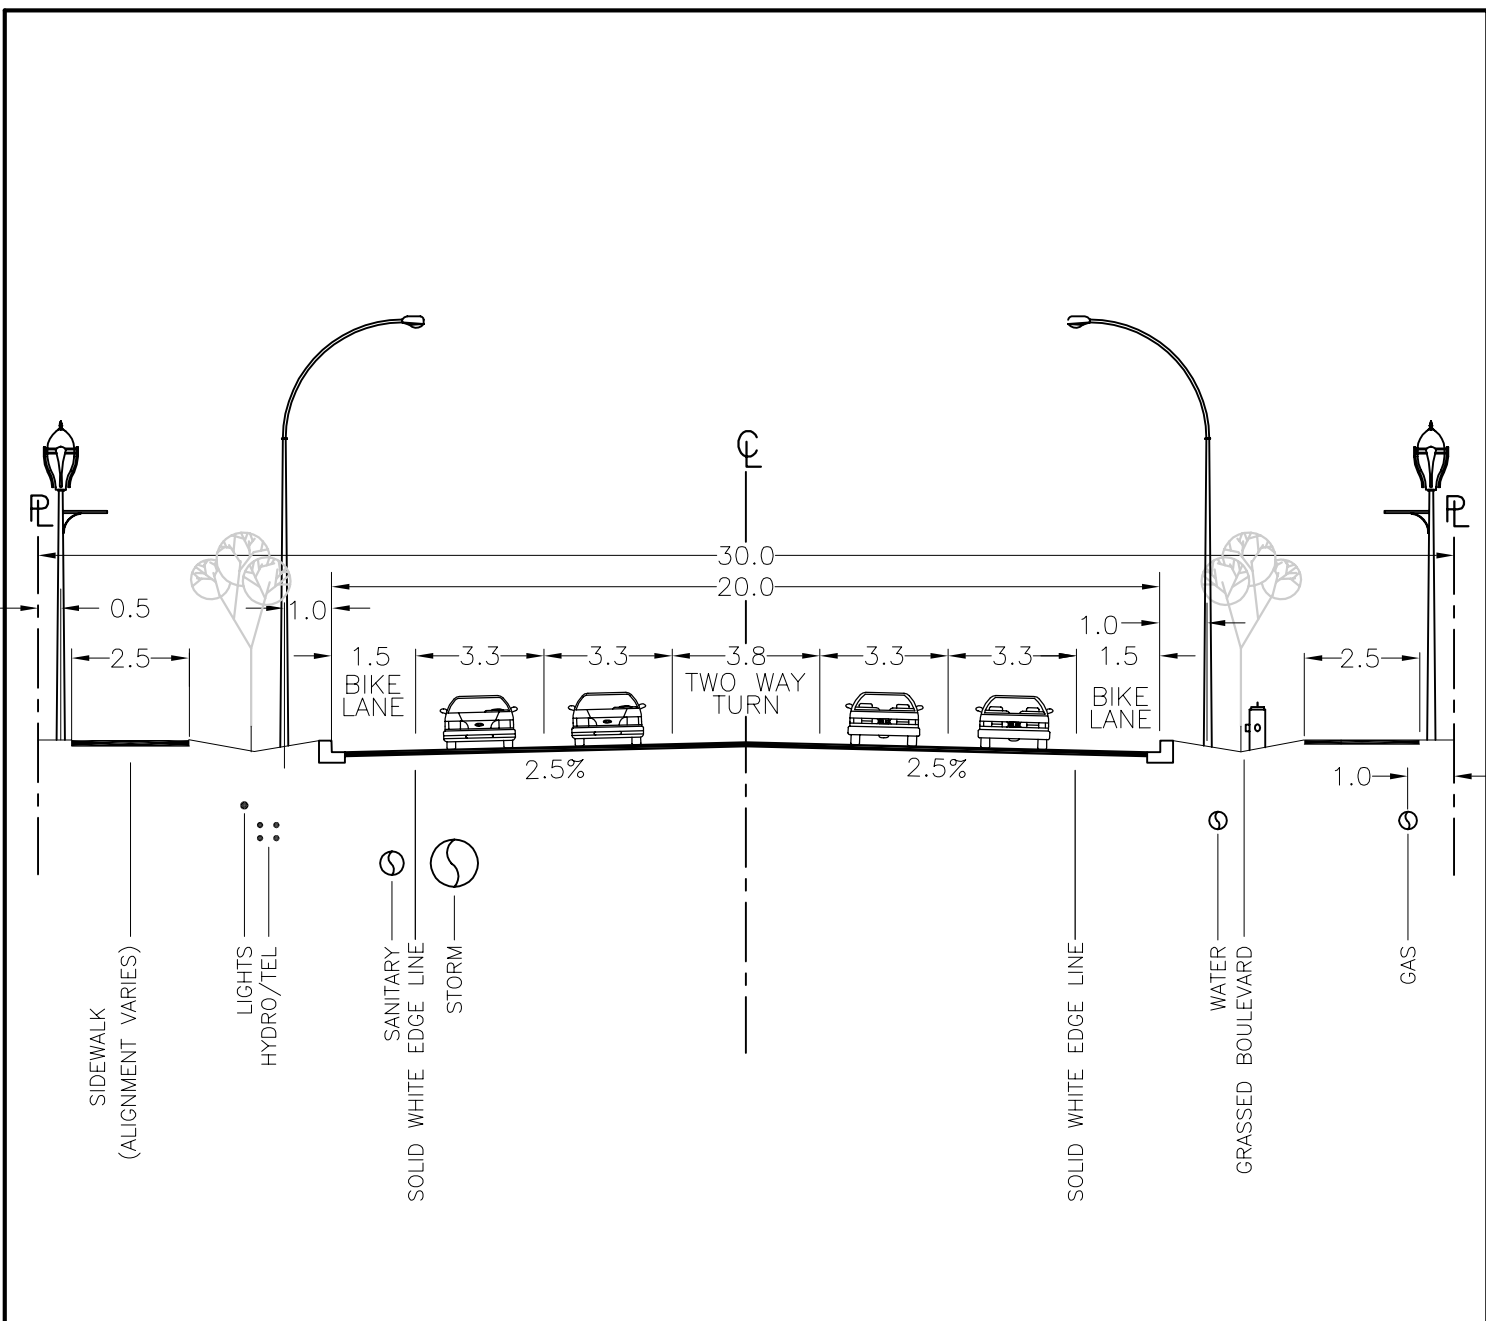 CL
PL
PL
30.0
20.0
0.5
1.0
1.0
2.5
1.5
3.3
3.3
3.8
3.3
3.3
1.5
2.5
BIKE
LANE
TWO WAY
TURN
BIKE
LANE
2.5%
2.5%
1.0
SIDEWALK
(ALIGNMENT VARIES)
LIGHTS
HYDRO/TEL
SANITARY
SOLID WHITE EDGE LINE
STORM
SOLID WHITE EDGE LINE
WATER
GRASSED BOULEVARD
GAS